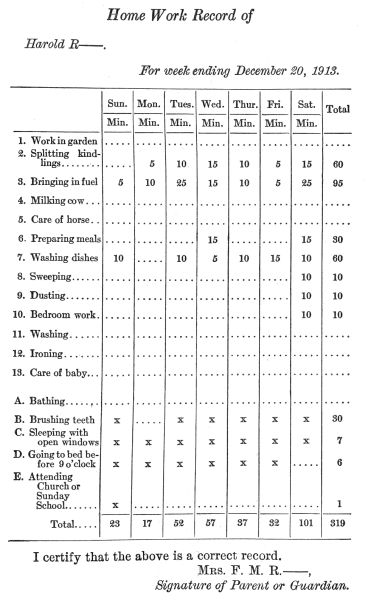 Home Work Record of
Harold R——.
For week ending December 20, 1913.
Sun. Mon. Tues. Wed. Thur. Fri. Sat. Total
Min. Min. Min. Min. Min. Min. Min.
1. Work in garden ..... ..... ..... ..... ..... ..... .....
2. Splitting kind-
lings........ ..... 5 10 15 10 5 15 60
3. Bringing in fuel 5 10 25 15 10 5 25 95
4. Milking cow... ..... ..... ..... ..... ..... ..... .....
5. Care of horse.. ..... ..... ..... ..... ..... ..... .....
6. Preparing meals ..... ..... ..... 15 ..... ..... 15 30
7. Washing dishes 10 ..... 10 5 10 15 10 60
8. Sweeping..... ..... ..... ..... ..... ..... ..... 10 10
9. Dusting...... ..... ..... ..... ..... ..... ..... 10 10
10. Bedroom work. ..... ..... ..... ..... ..... ..... 10 10
11. Washing..... ..... ..... ..... ..... ..... ..... .....
12. Ironing...... ..... ..... ..... ..... ..... ..... .....
13. Care of baby... ..... ..... ..... ..... ..... ..... .....
A. Bathing...... ..... ..... ..... ..... ..... ..... .....
B. Brushing teeth x ..... x x x x x 30
C. Sleeping with
open windows x x x x x x x 7
D. Going to bed be-
fore 9 o'clock x x x x x x ..... 6
E. Attending
Church or
Sunday
School...... x ..... ..... ..... ..... ..... ..... 1
Total..... 23 17 52 57 37 32 101 319
I certify that the above is a correct record.
Mrs. F. M. R.——,
Signature of Parent or Guardian.